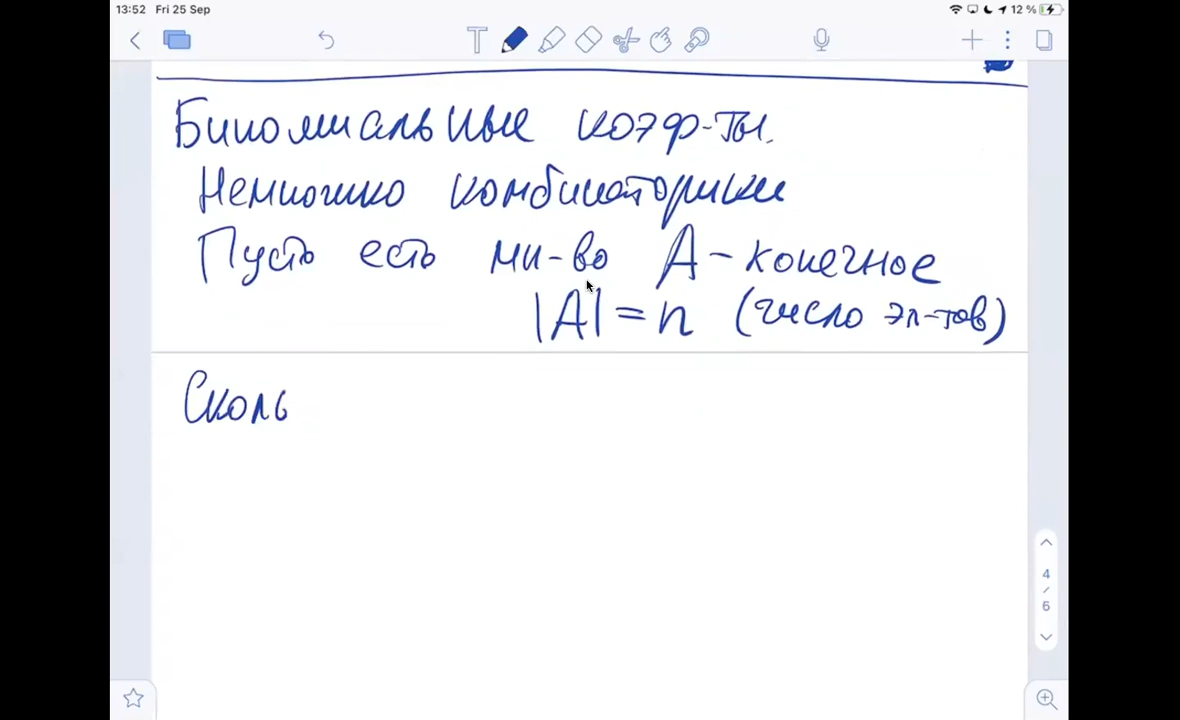 13:52 Fri 25 Sep 12 %
T
Биномиальные коэф-ты.
Немножко комбинаторики
Пусть есть мн-во A - конечное
|A| = n (число эл-тов)
Сколь
4
/
6